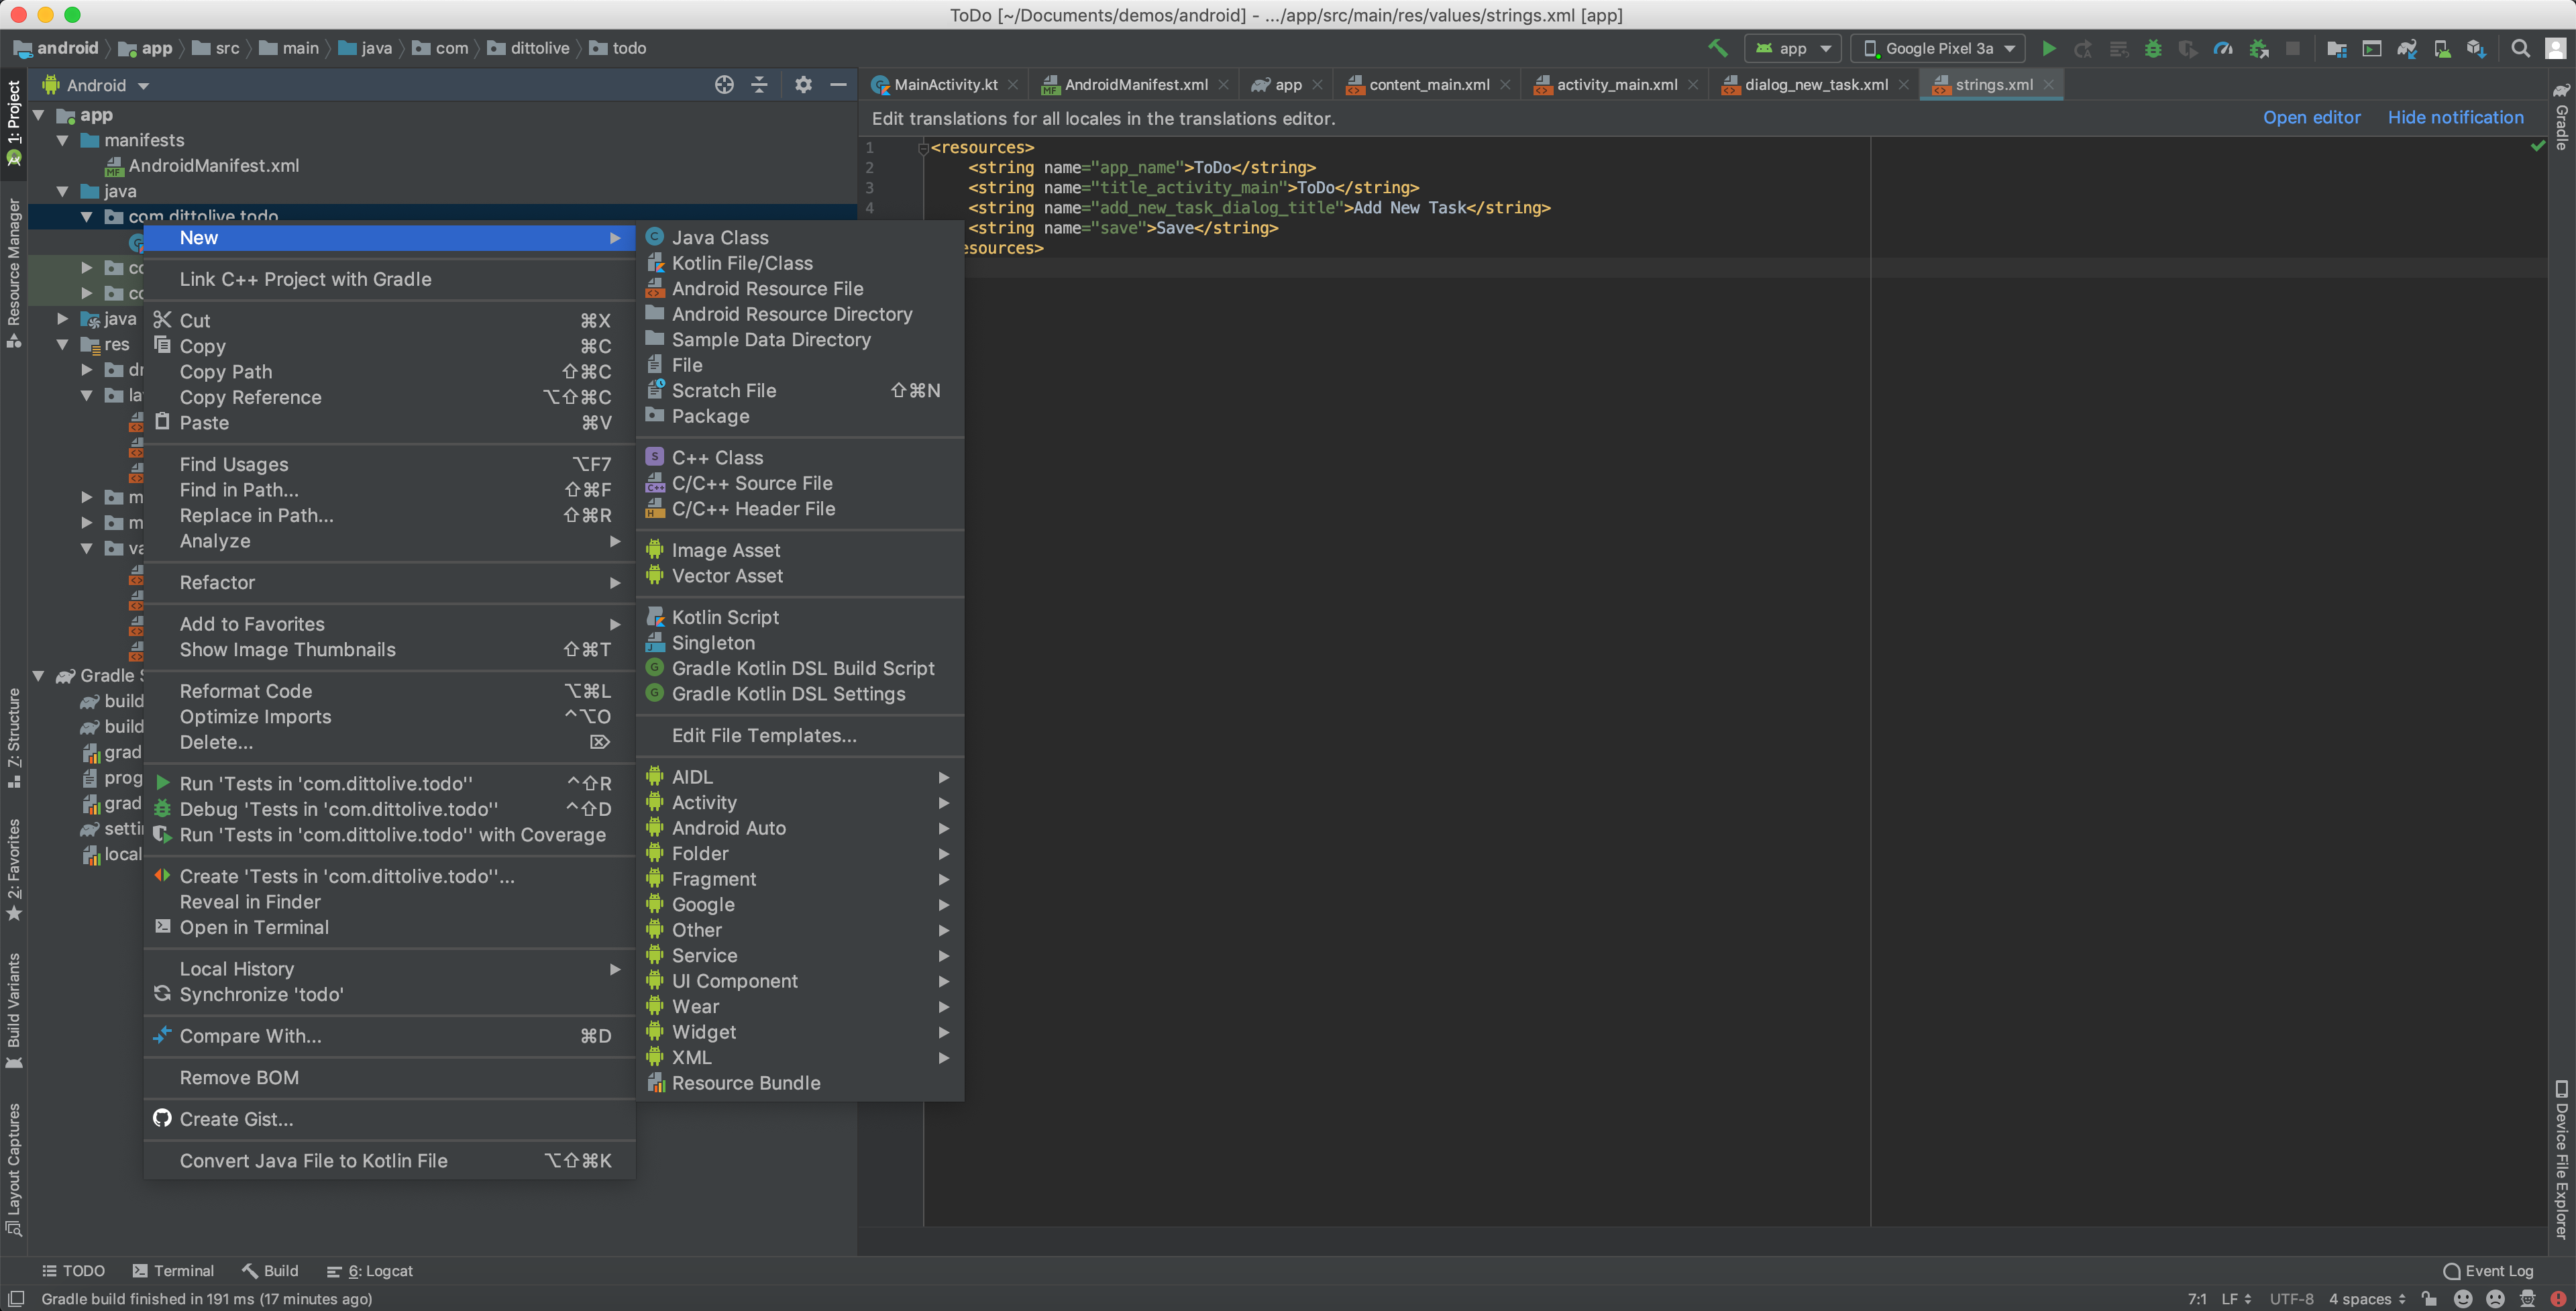 ToDo [~/Documents/demos/android] - .../app/src/main/res/values/strings.xml [app]
android app src main java com dittolive todo
app Google Pixel 3a
Android
MainActivity.kt AndroidManifest.xml app content_main.xml activity_main.xml dialog_new_task.xml strings.xml
Edit translations for all locales in the translations editor. Open editor Hide notification
1: Project
Resource Manager
7: Structure
2: Favorites
Build Variants
Layout Captures
Gradle
Device File Explorer
app
manifests
AndroidManifest.xml
java
com.dittolive.todo
java
res
Gradle
1 <resources>
2 <string name="app_name">ToDo</string>
3 <string name="title_activity_main">ToDo</string>
4 <string name="add_new_task_dialog_title">Add New Task</string>
<string name="save">Save</string>
esources>
New
Link C++ Project with Gradle
Cut ⌘X
Copy ⌘C
Copy Path ⇧⌘C
Copy Reference ⌥⇧⌘C
Paste ⌘V
Find Usages ⌥F7
Find in Path... ⇧⌘F
Replace in Path... ⇧⌘R
Analyze
Refactor
Add to Favorites
Show Image Thumbnails ⇧⌘T
Reformat Code ⌥⌘L
Optimize Imports ^⌥O
Delete... ⌦
Run 'Tests in 'com.dittolive.todo'' ^⇧R
Debug 'Tests in 'com.dittolive.todo'' ^⇧D
Run 'Tests in 'com.dittolive.todo'' with Coverage
Create 'Tests in 'com.dittolive.todo''...
Reveal in Finder
Open in Terminal
Local History
Synchronize 'todo'
Compare With... ⌘D
Remove BOM
Create Gist...
Convert Java File to Kotlin File ⌥⇧⌘K
Java Class
Kotlin File/Class
Android Resource File
Android Resource Directory
Sample Data Directory
File
Scratch File ⇧⌘N
Package
C++ Class
C/C++ Source File
C/C++ Header File
Image Asset
Vector Asset
Kotlin Script
Singleton
Gradle Kotlin DSL Build Script
Gradle Kotlin DSL Settings
Edit File Templates...
AIDL
Activity
Android Auto
Folder
Fragment
Google
Other
Service
UI Component
Wear
Widget
XML
Resource Bundle
TODO Terminal Build 6: Logcat Event Log
Gradle build finished in 191 ms (17 minutes ago) 7:1 LF UTF-8 4 spaces